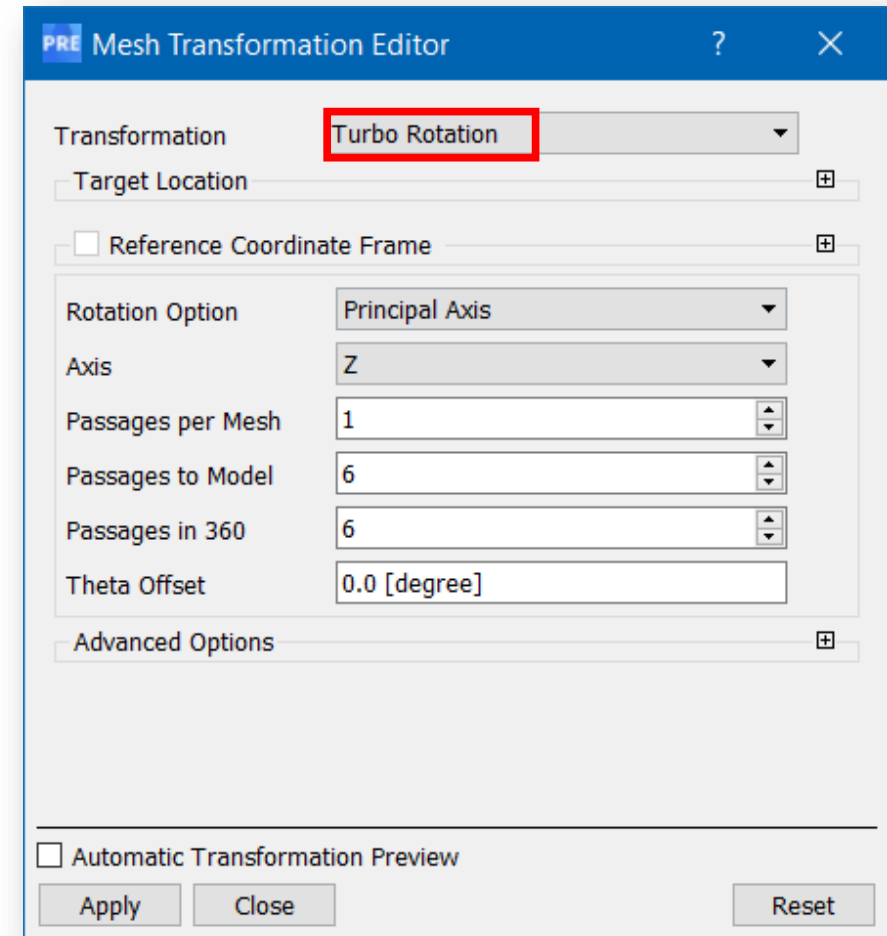 PRE Mesh Transformation Editor ? ×
Transformation Turbo Rotation
Target Location
Reference Coordinate Frame
Rotation Option Principal Axis
Axis Z
Passages per Mesh 1
Passages to Model 6
Passages in 360 6
Theta Offset 0.0 [degree]
Advanced Options
Automatic Transformation Preview
Apply Close Reset